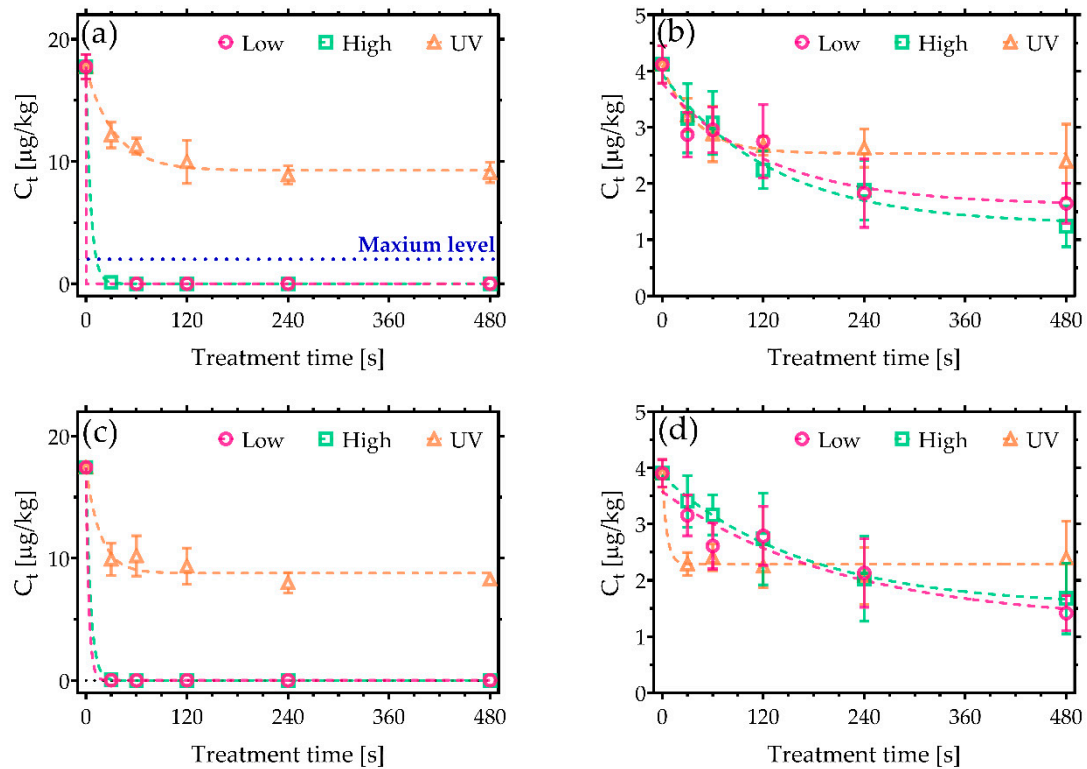 (a)
Low High UV
20
10
0
Maxium level
Cₜ [µg/kg]
0 120 240 360 480
Treatment time [s]
(b)
Low High UV
5
4
3
2
1
0
Cₜ [µg/kg]
0 120 240 360 480
Treatment time [s]
(c)
Low High UV
20
10
0
Cₜ [µg/kg]
0 120 240 360 480
Treatment time [s]
(d)
Low High UV
5
4
3
2
1
0
Cₜ [µg/kg]
0 120 240 360 480
Treatment time [s]